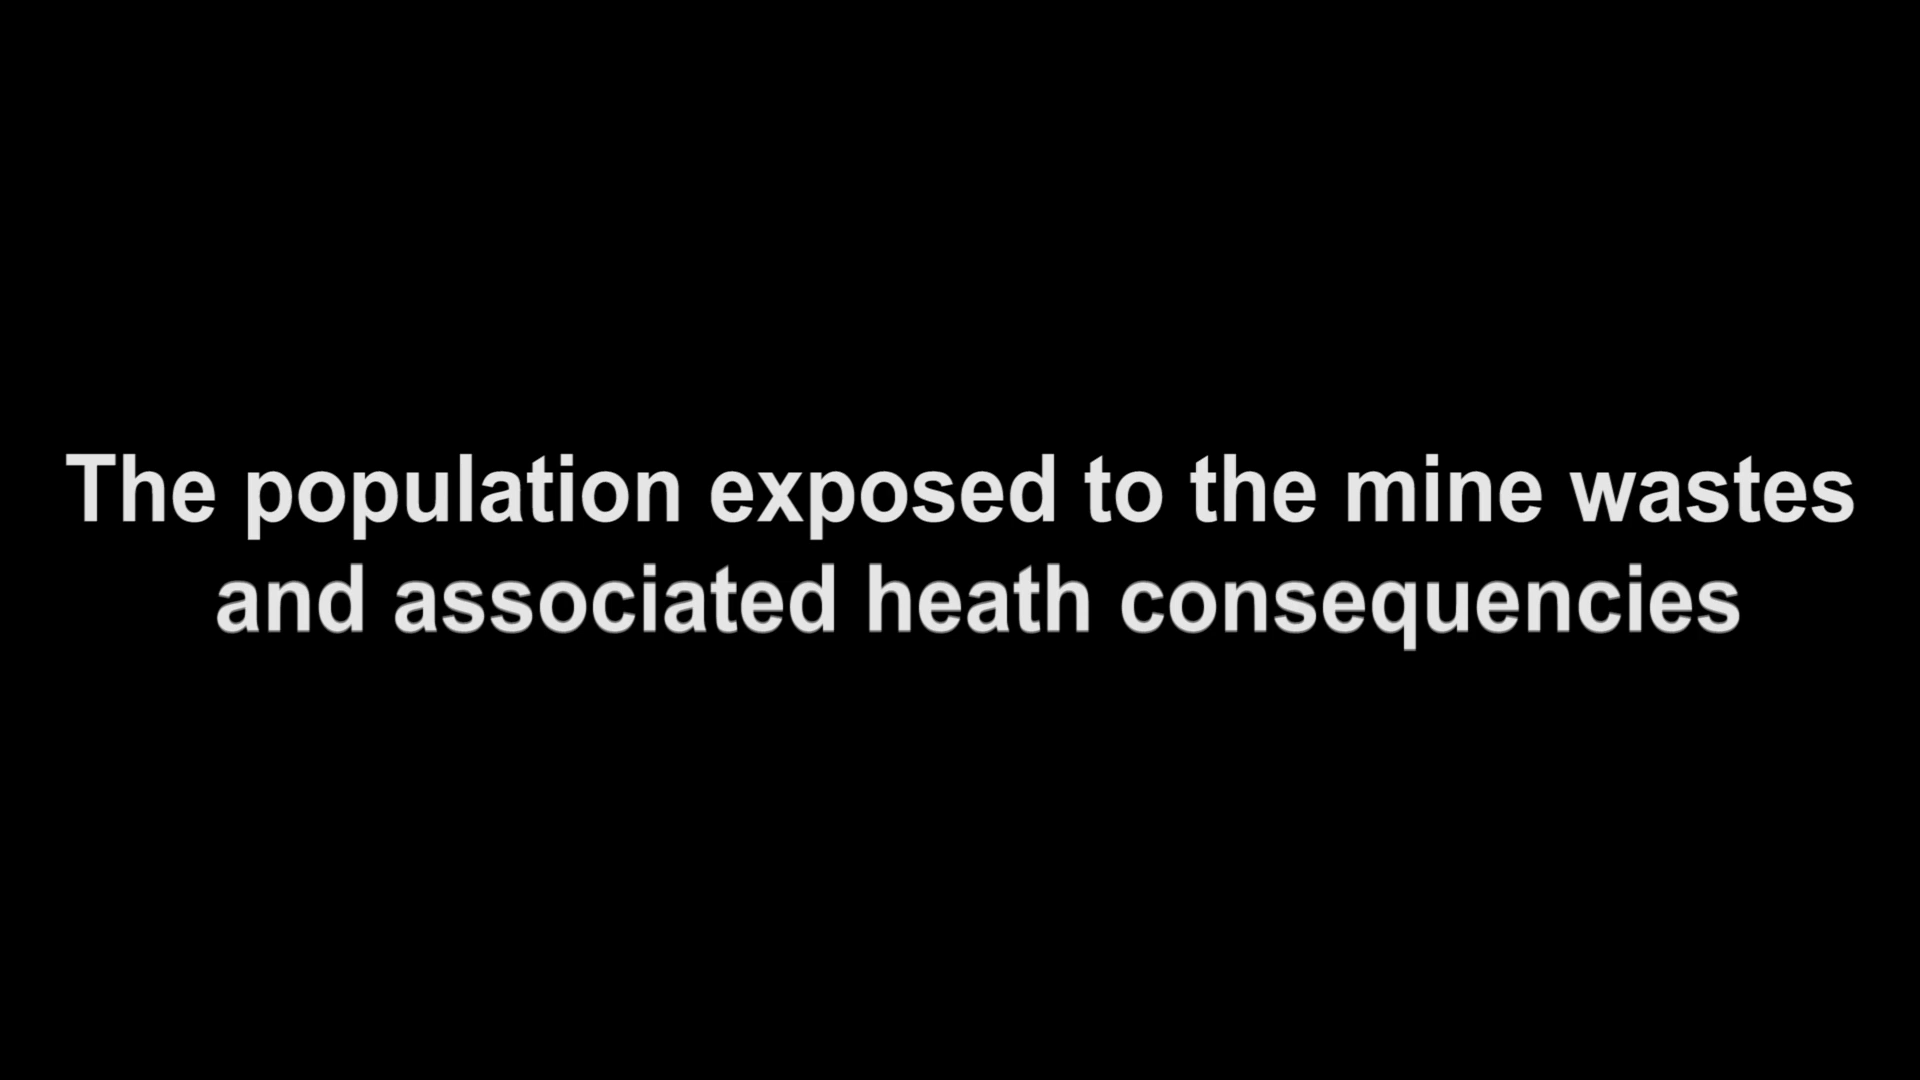 The population exposed to the mine wastes
and associated heath consequencies